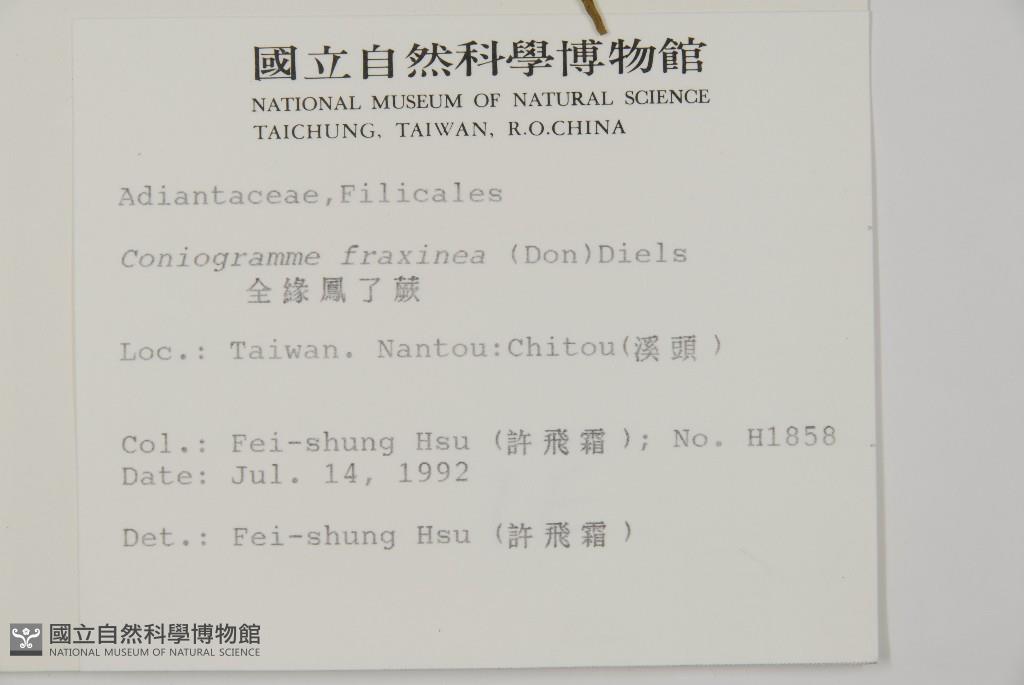 國立自然科學博物館
NATIONAL MUSEUM OF NATURAL SCIENCE
TAICHUNG, TAIWAN, R.O.CHINA
Adiantaceae,Filicales
Coniogramme fraxinea (Don)Diels
全緣鳳了蕨
Loc.: Taiwan. Nantou:Chitou(溪頭)
Col.: Fei-shung Hsu (許飛霜); No. H1858
Date: Jul. 14, 1992
Det.: Fei-shung Hsu (許飛霜)
國立自然科學博物館
NATIONAL MUSEUM OF NATURAL SCIENCE